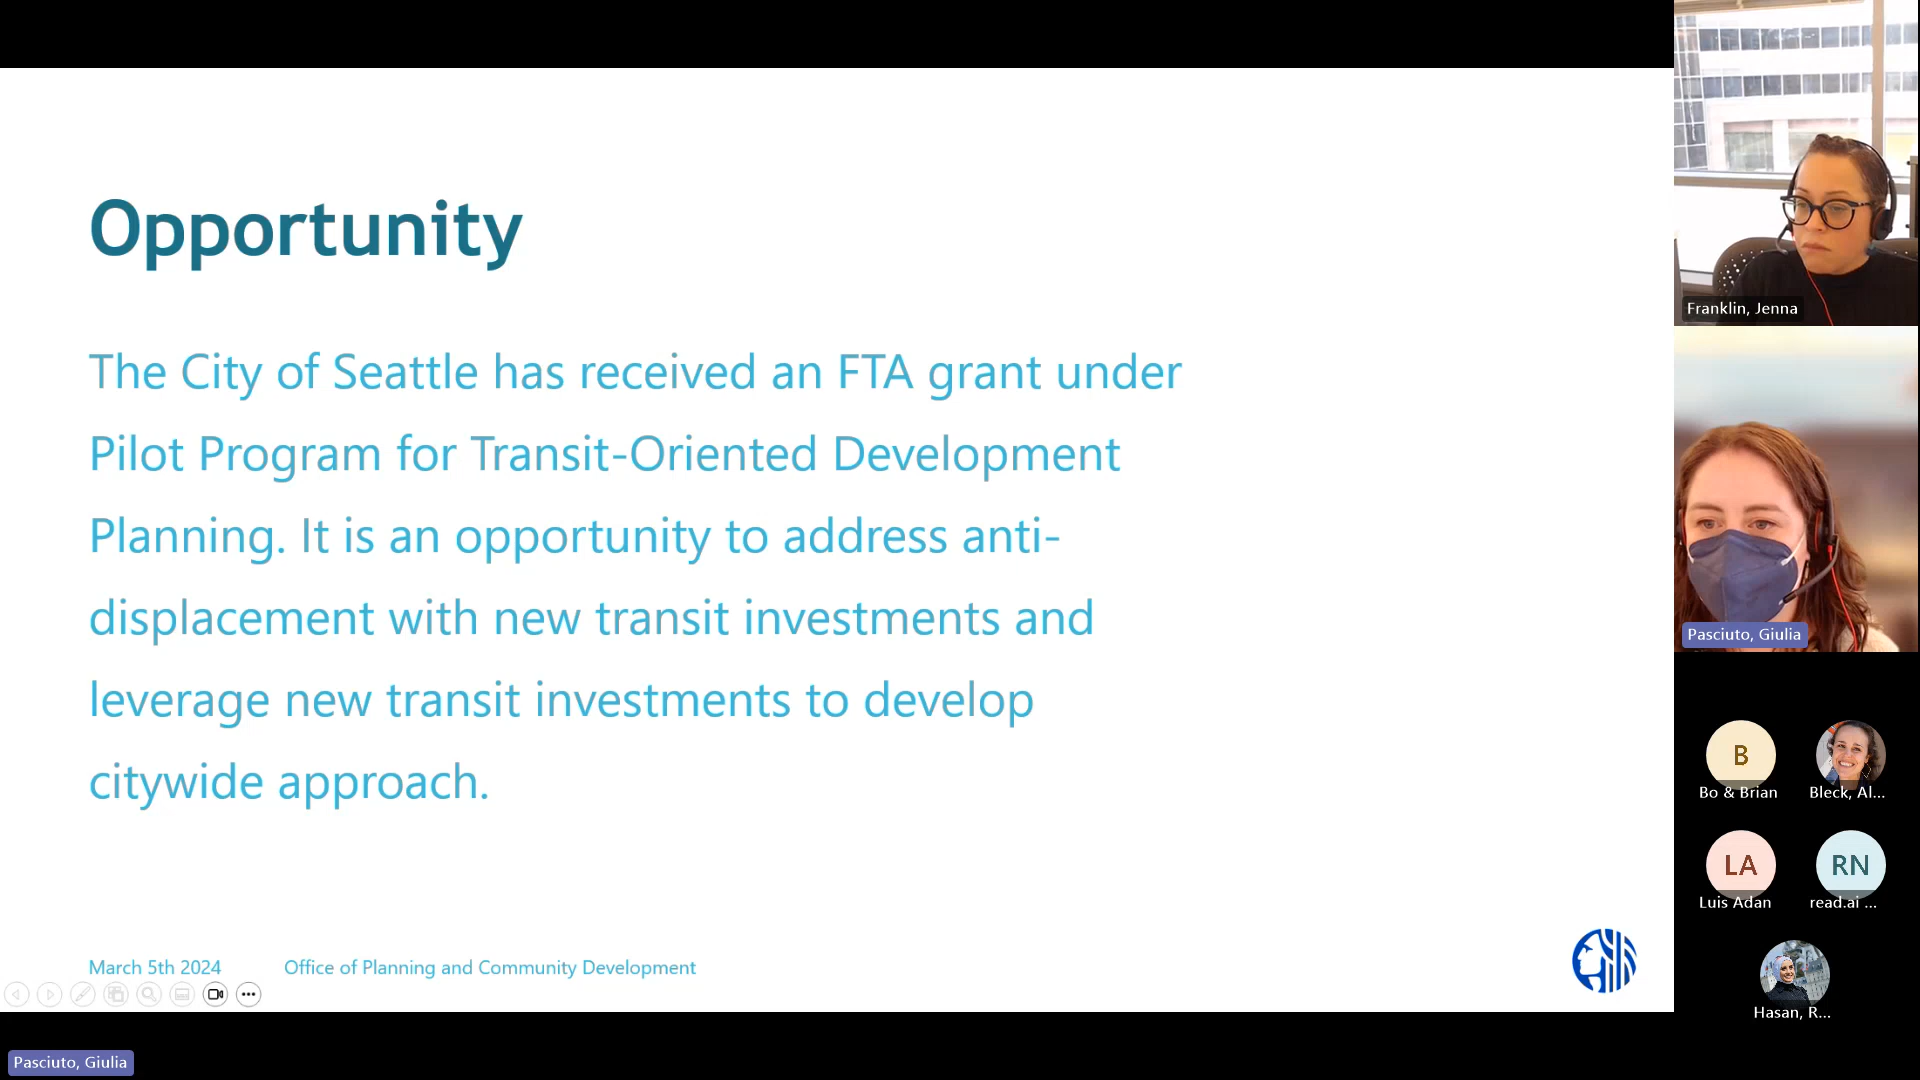 Opportunity
The City of Seattle has received an FTA grant under
Pilot Program for Transit-Oriented Development
Planning. It is an opportunity to address anti-
displacement with new transit investments and
leverage new transit investments to develop
citywide approach.
March 5th 2024
Office of Planning and Community Development
Pasciuto, Giulia
Franklin, Jenna
Pasciuto, Giulia
B
Bo & Brian
Bleck, Al...
LA
Luis Adan
RN
read.ai ...
Hasan, R...